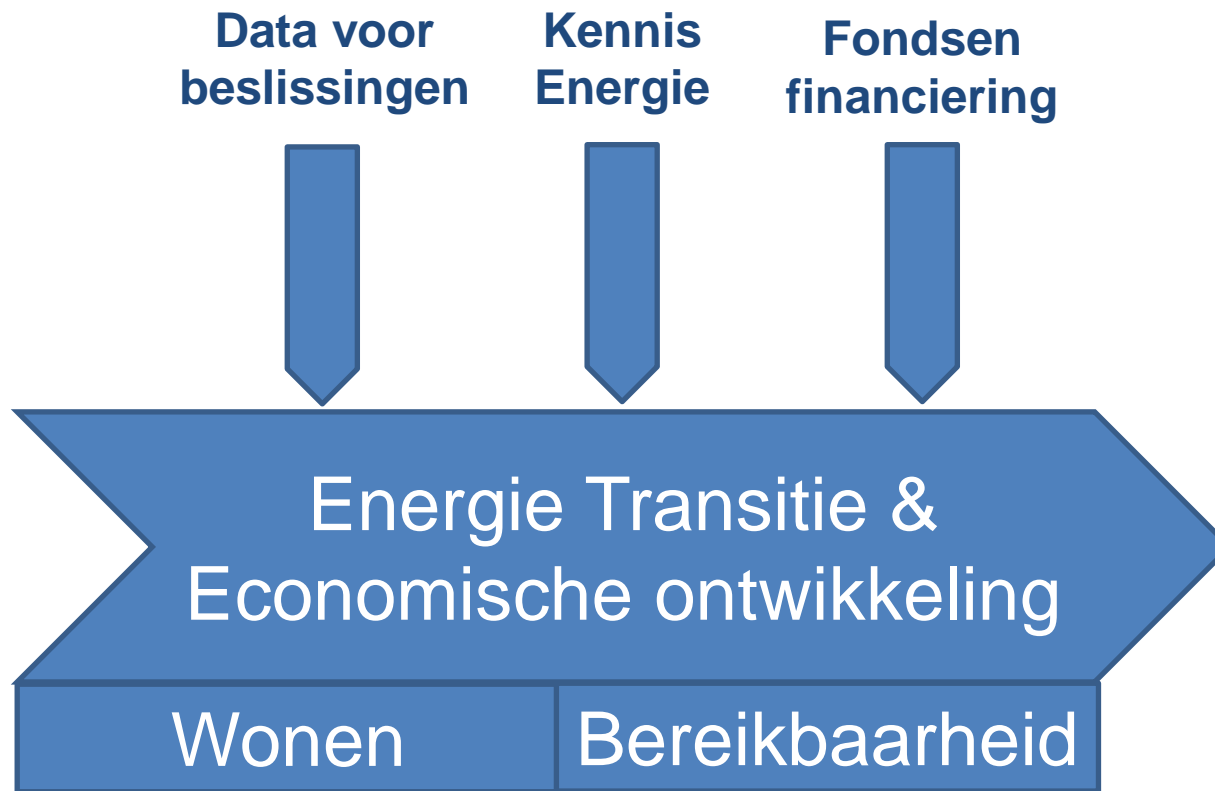 Data voor
beslissingen
Kennis
Energie
Fondsen
financiering
Energie Transitie &
Economische ontwikkeling
Wonen
Bereikbaarheid